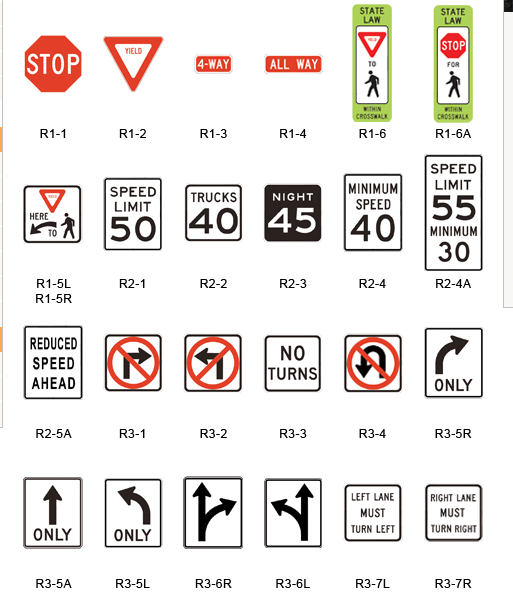 STOP
YIELD
4-WAY
ALL WAY
STATE
LAW
YIELD
TO
WITHIN
CROSSWALK
STATE
LAW
STOP
FOR
WITHIN
CROSSWALK
R1-1
R1-2
R1-3
R1-4
R1-6
R1-6A
YIELD
HERE
TO
SPEED
LIMIT
50
TRUCKS
40
NIGHT
45
MINIMUM
SPEED
40
SPEED
LIMIT
55
MINIMUM
30
R1-5L
R1-5R
R2-1
R2-2
R2-3
R2-4
R2-4A
REDUCED
SPEED
AHEAD
NO
TURNS
ONLY
R2-5A
R3-1
R3-2
R3-3
R3-4
R3-5R
ONLY
ONLY
LEFT LANE
MUST
TURN LEFT
RIGHT LANE
MUST
TURN RIGHT
R3-5A
R3-5L
R3-6R
R3-6L
R3-7L
R3-7R